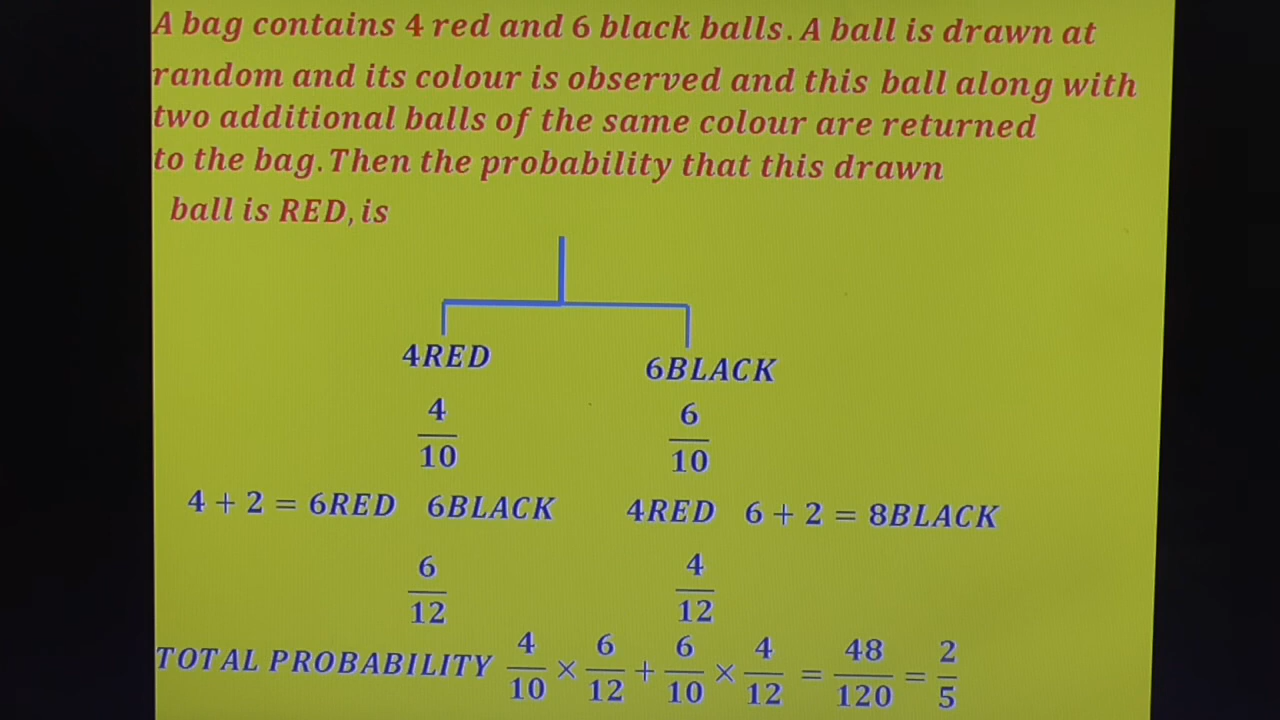 A bag contains 4 red and 6 black balls. A ball is drawn at
random and its colour is observed and this ball along with
two additional balls of the same colour are returned
to the bag. Then the probability that this drawn
ball is RED, is
4RED 6BLACK
4/10 6/10
4 + 2 = 6RED 6BLACK 4RED 6 + 2 = 8BLACK
6/12 4/12
TOTAL PROBABILITY 4/10 × 6/12 + 6/10 × 4/12 = 48/120 = 2/5